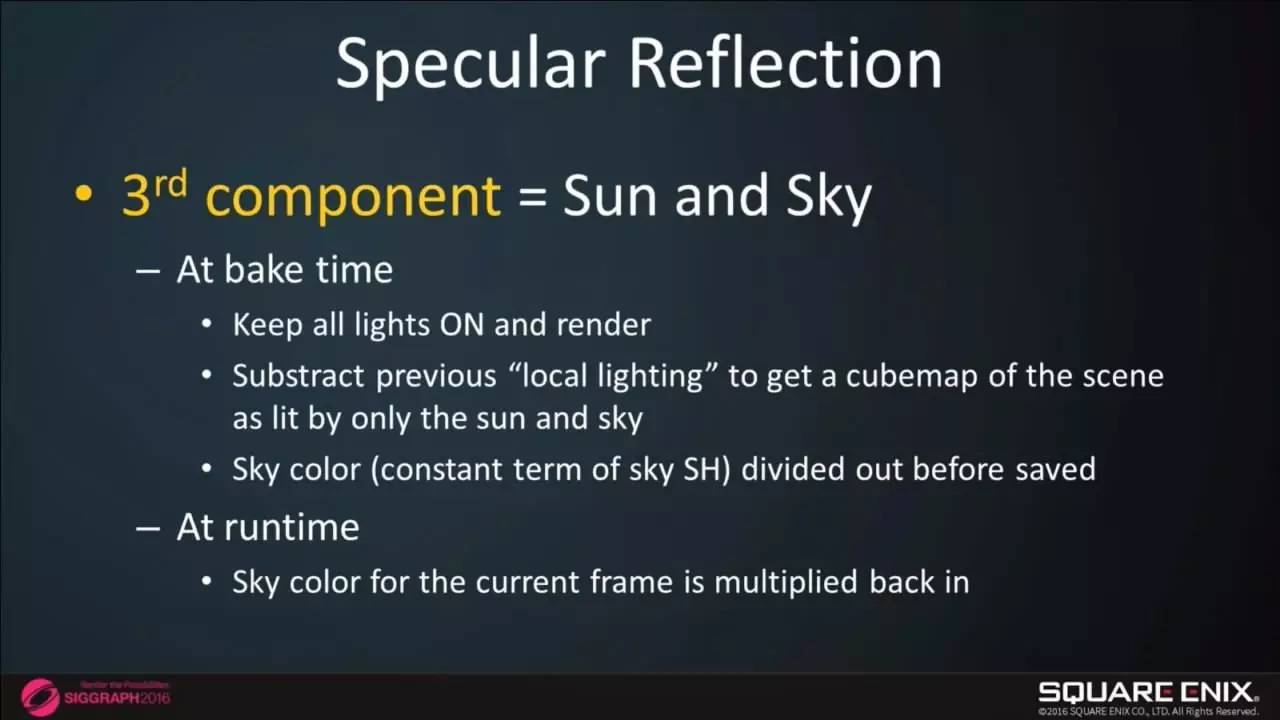 Specular Reflection
• 3rd component = Sun and Sky
– At bake time
• Keep all lights ON and render
• Substract previous “local lighting” to get a cubemap of the scene
as lit by only the sun and sky
• Sky color (constant term of sky SH) divided out before saved
– At runtime
• Sky color for the current frame is multiplied back in
Render the Possibilities
SIGGRAPH2016
SQUARE ENIX.
©2016 SQUARE ENIX CO., LTD. All Rights Reserved.